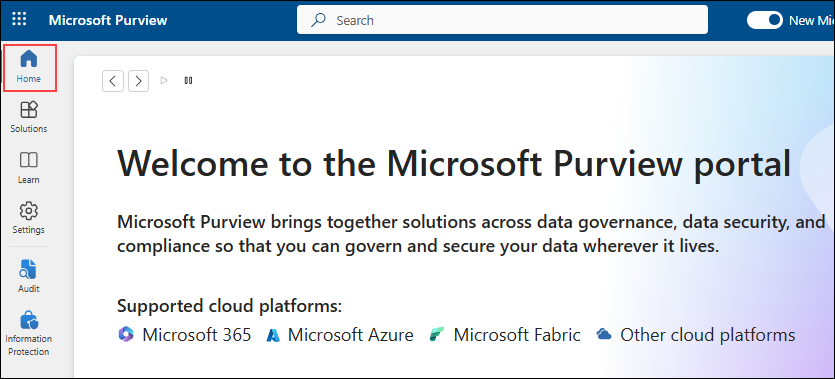 Microsoft Purview
Search
New Mic
Home
Solutions
Learn
Settings
Audit
Information
Protection
Welcome to the Microsoft Purview portal
Microsoft Purview brings together solutions across data governance, data security, and
compliance so that you can govern and secure your data wherever it lives.
Supported cloud platforms:
Microsoft 365 Microsoft Azure Microsoft Fabric Other cloud platforms